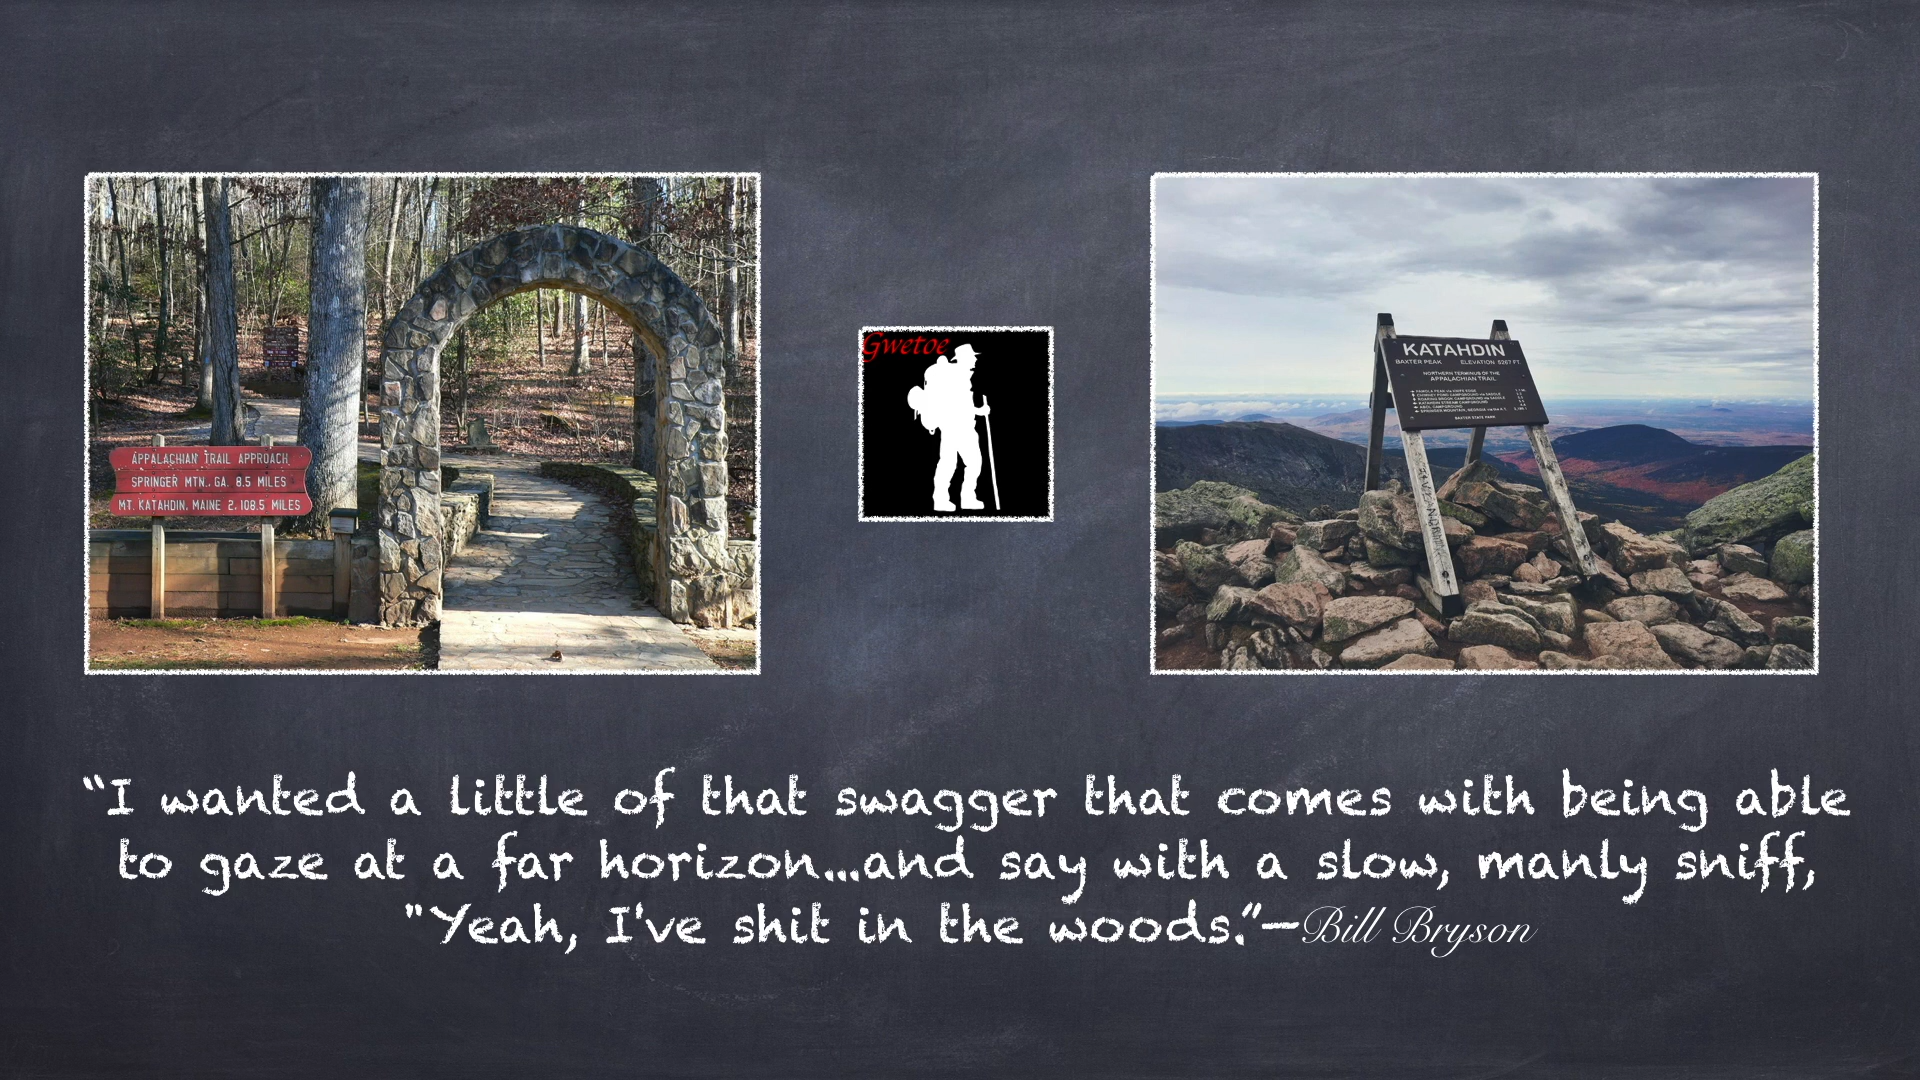 APPALACHIAN TRAIL APPROACH
SPRINGER MTN., GA. 8.5 MILES
MT. KATAHDIN, MAINE 2,108.5 MILES
Gwetoe
KATAHDIN
BAXTER PEAK ELEVATION 5267 FT
NORTHERN TERMINUS OF THE
APPALACHIAN TRAIL
BAXTER STATE PARK
“I wanted a little of that swagger that comes with being able
to gaze at a far horizon...and say with a slow, manly sniff,
"Yeah, I've shit in the woods.”—Bill Bryson